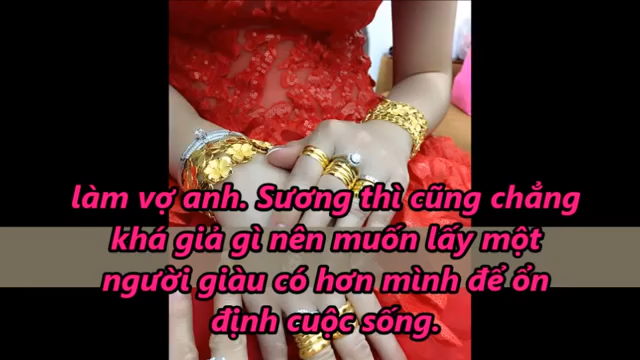 làm vợ anh. Sương thì cũng chẳng
khá giả gì nên muốn lấy một
người giàu có hơn mình để ổn
định cuộc sống.